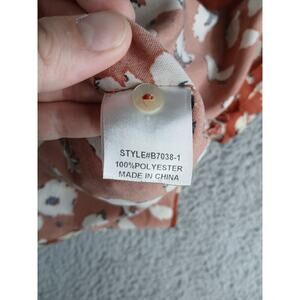 STYLE#B7038-1
100%POLYESTER
MADE IN CHINA